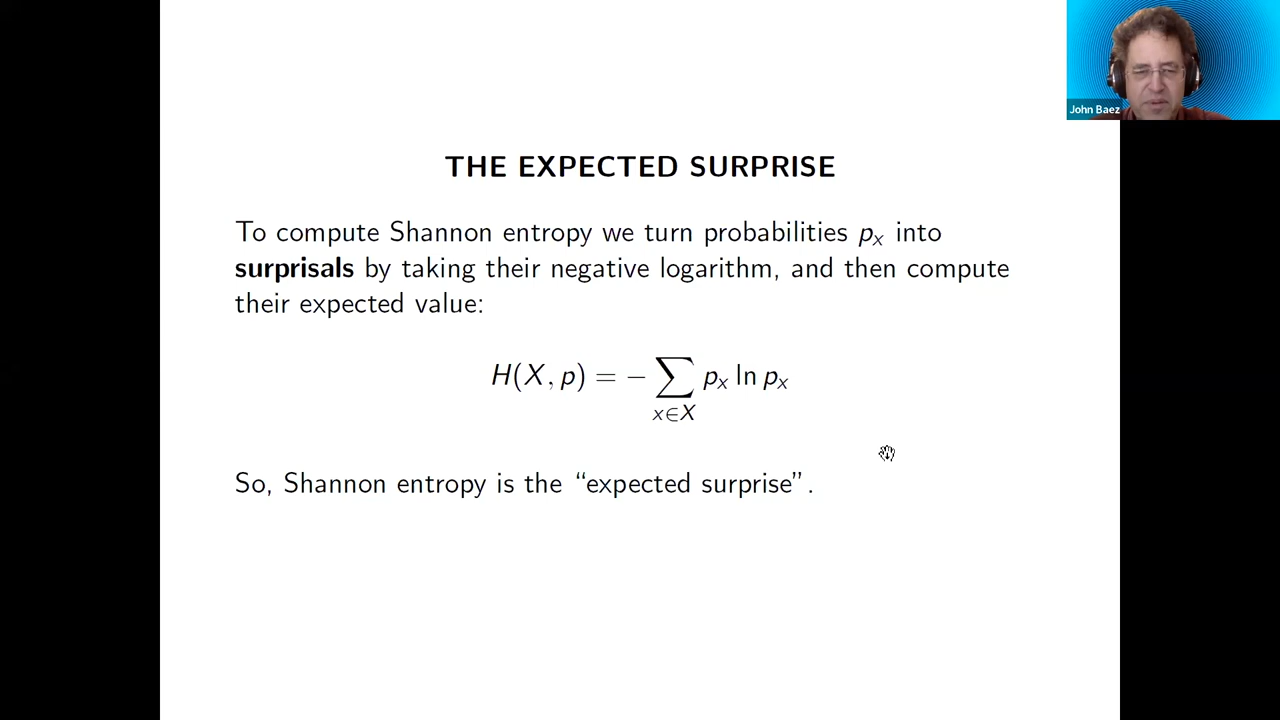 John Baez
THE EXPECTED SURPRISE
To compute Shannon entropy we turn probabilities pₓ into
surprisals by taking their negative logarithm, and then compute
their expected value:
H(X, p) = − ∑ pₓ ln pₓ
x∈X
So, Shannon entropy is the “expected surprise”.